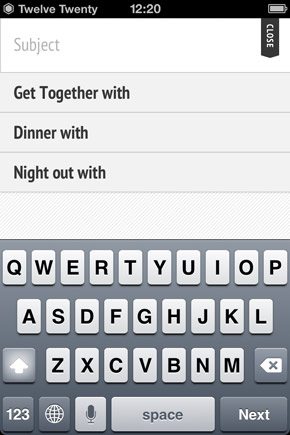 Twelve Twenty 12:20
Subject
CLOSE
Get Together with
Dinner with
Night out with
Q W E R T Y U I O P
A S D F G H J K L
Z X C V B N M
123 space Next